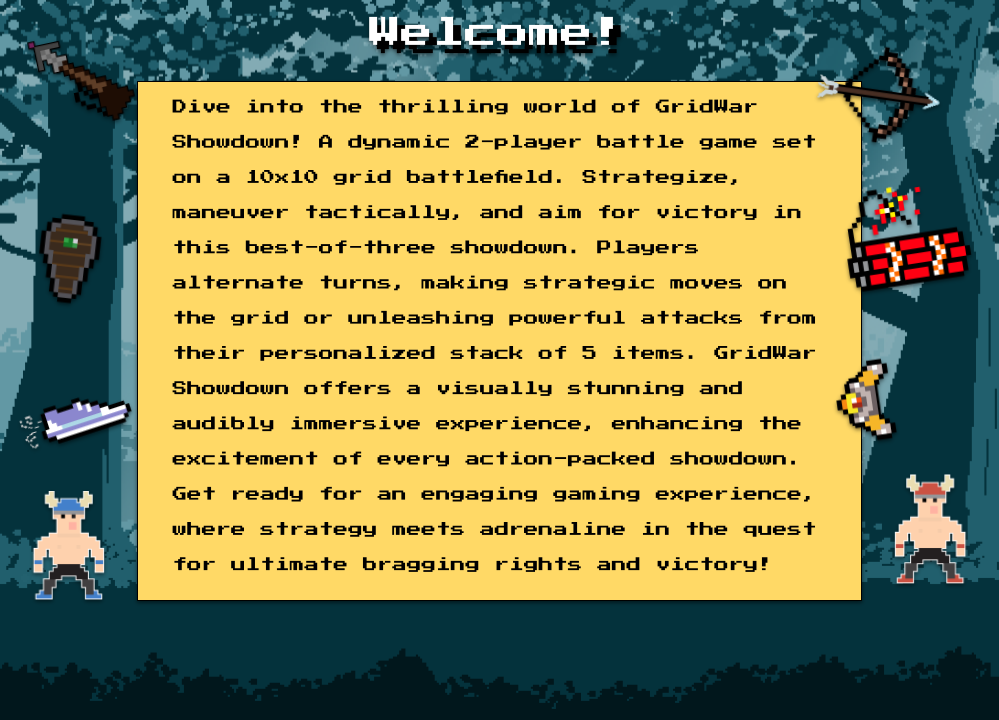 Welcome!
Dive into the thrilling world of GridWar
Showdown! A dynamic 2-player battle game set
on a 10x10 grid battlefield. Strategize,
maneuver tactically, and aim for victory in
this best-of-three showdown. Players
alternate turns, making strategic moves on
the grid or unleashing powerful attacks from
their personalized stack of 5 items. GridWar
Showdown offers a visually stunning and
audibly immersive experience, enhancing the
excitement of every action-packed showdown.
Get ready for an engaging gaming experience,
where strategy meets adrenaline in the quest
for ultimate bragging rights and victory!